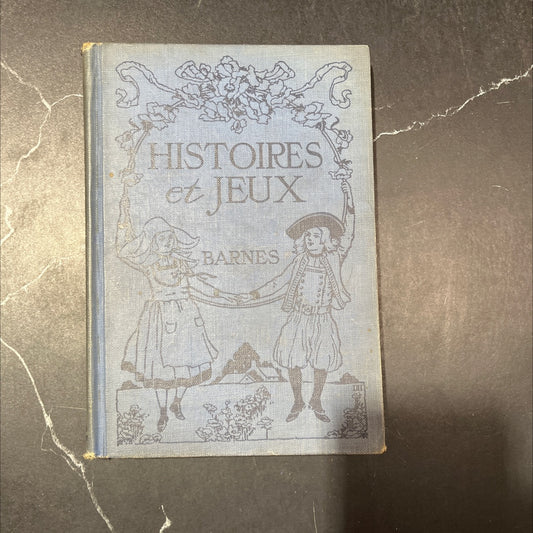 HISTOIRES
et JEUX
BARNES